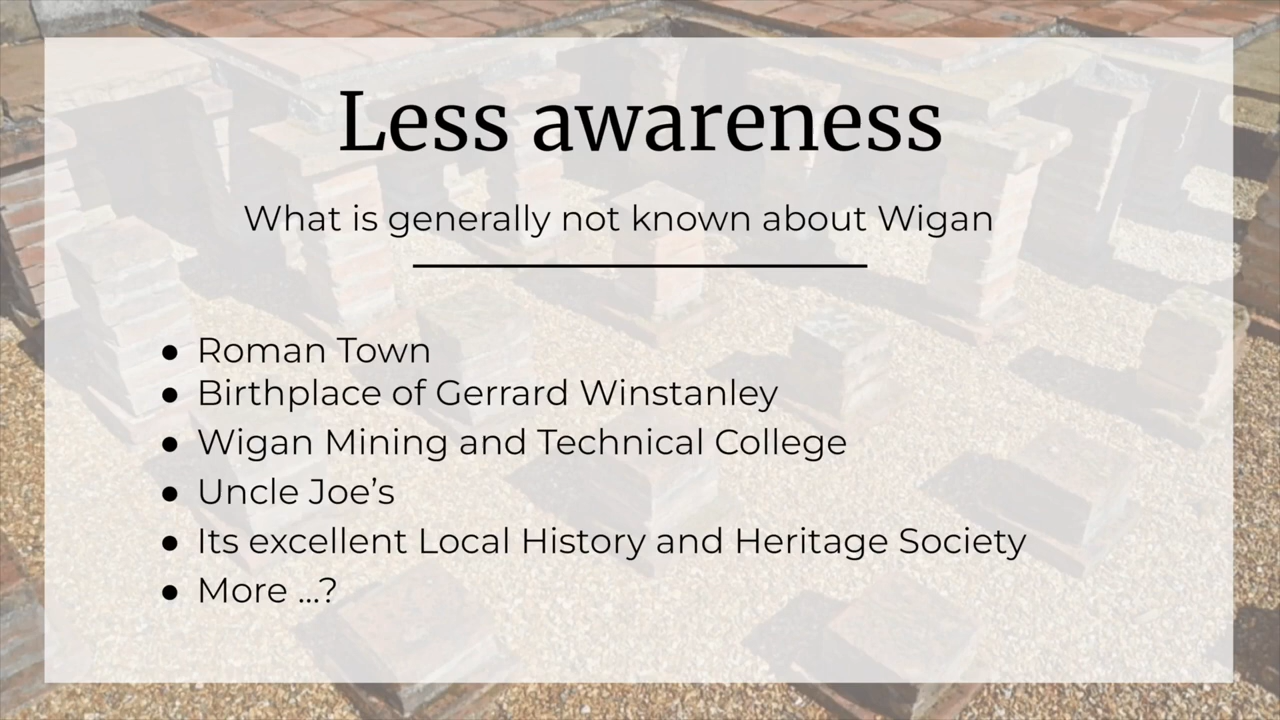 Less awareness
What is generally not known about Wigan
● Roman Town
● Birthplace of Gerrard Winstanley
● Wigan Mining and Technical College
● Uncle Joe’s
● Its excellent Local History and Heritage Society
● More ...?